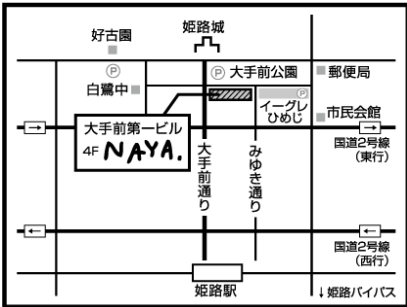 姫路城
好古園
Ⓟ
Ⓟ 大手前公園
郵便局
白鷺中
Ⓟ
イーグレ
ひめじ
市民会館
大手前第一ビル
4F NAYA.
→
→
国道2号線
(東行)
大手前通り
みゆき通り
←
←
国道2号線
(西行)
姫路駅
↓姫路バイパス